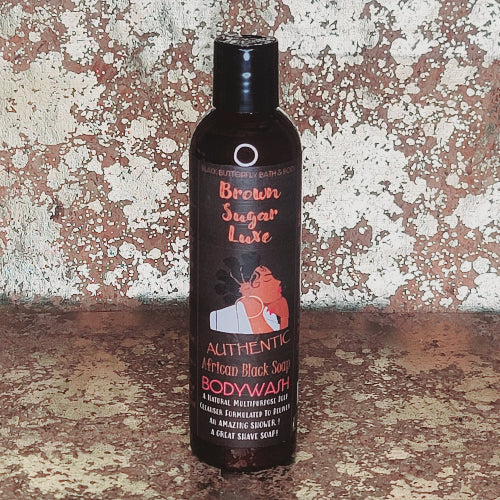 BLACK BUTTERFLY BATH & BODY
Brown
Sugar
Luxe
AUTHENTIC
African Black Soap
BODYWASH
A Natural Multipurpose Deep
Cleanser Formulated To Deliver
an amazing shower !
a great shave soap!